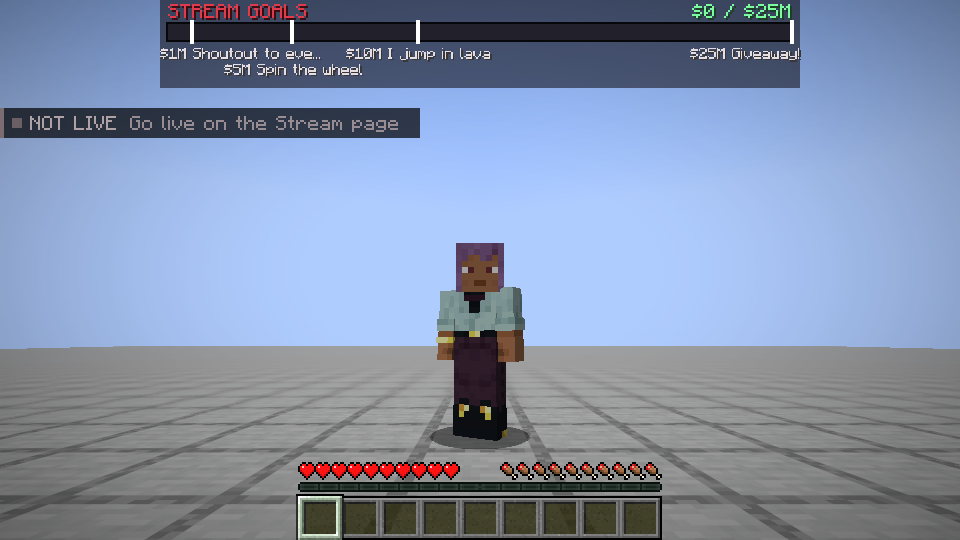 STREAM GOALS $0 / $25M
$1M Shoutout to eve... $10M I jump in lava $25M Giveaway!
$5M Spin the wheel
NOT LIVE Go live on the Stream page